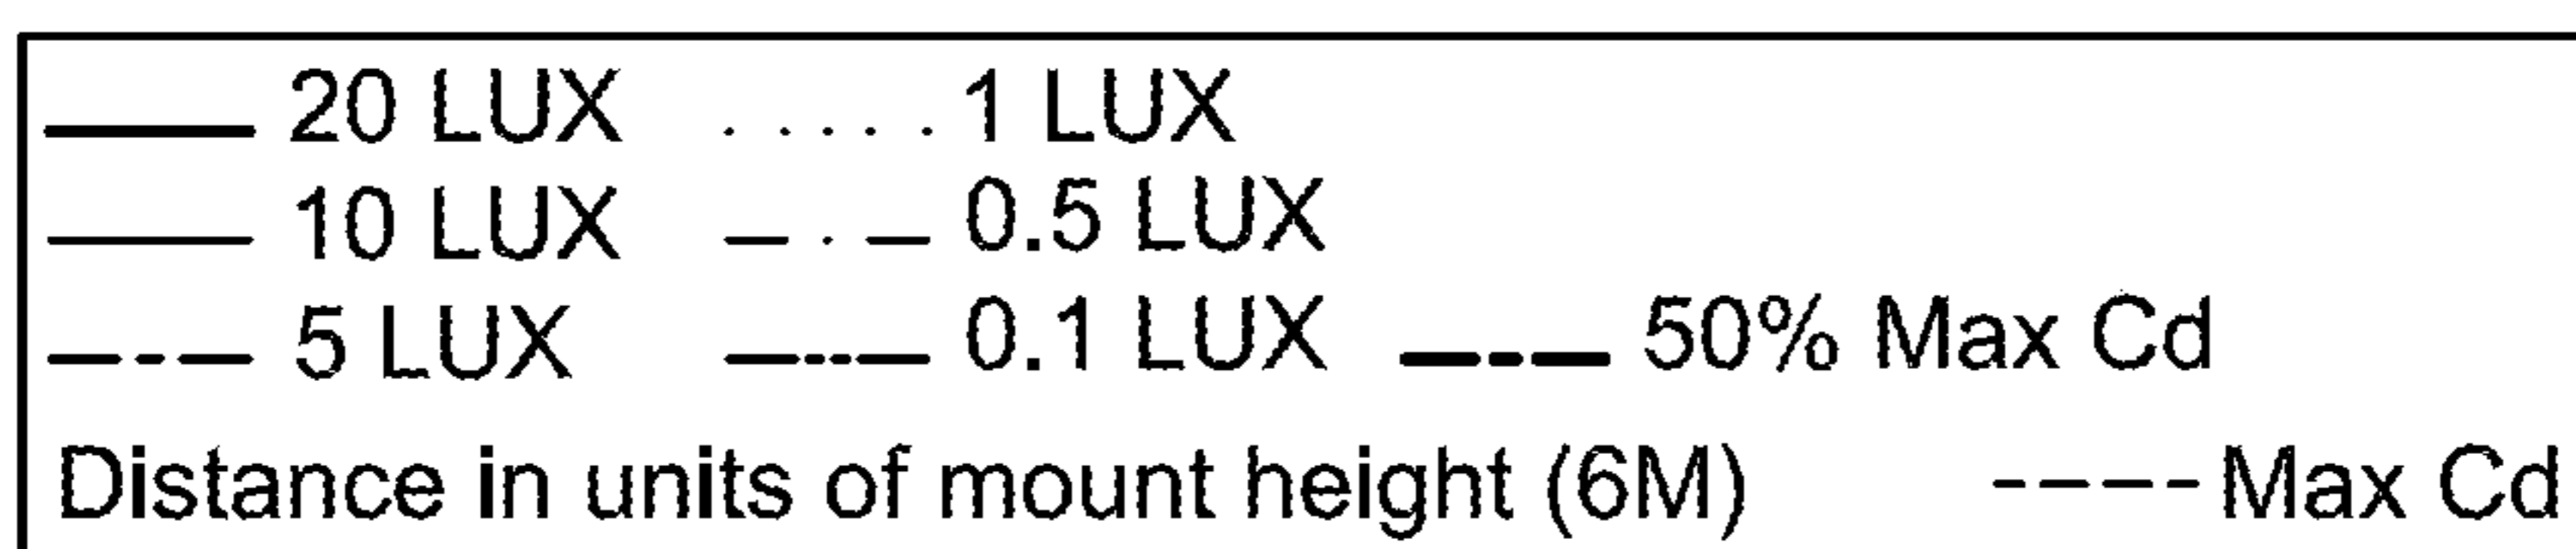 20 LUX 1 LUX
10 LUX 0.5 LUX
5 LUX 0.1 LUX 50% Max Cd
Distance in units of mount height (6M) Max Cd